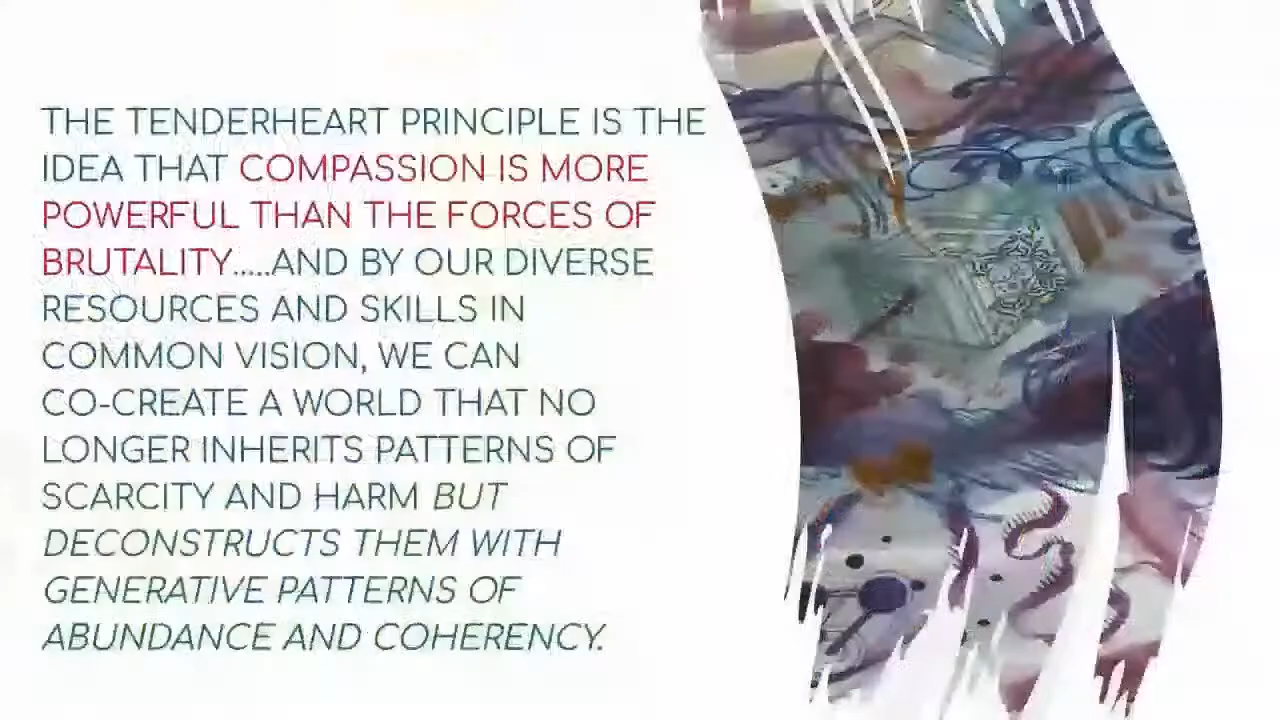 THE TENDERHEART PRINCIPLE IS THE
IDEA THAT COMPASSION IS MORE
POWERFUL THAN THE FORCES OF
BRUTALITY.....AND BY OUR DIVERSE
RESOURCES AND SKILLS IN
COMMON VISION, WE CAN
CO-CREATE A WORLD THAT NO
LONGER INHERITS PATTERNS OF
SCARCITY AND HARM BUT
DECONSTRUCTS THEM WITH
GENERATIVE PATTERNS OF
ABUNDANCE AND COHERENCY.